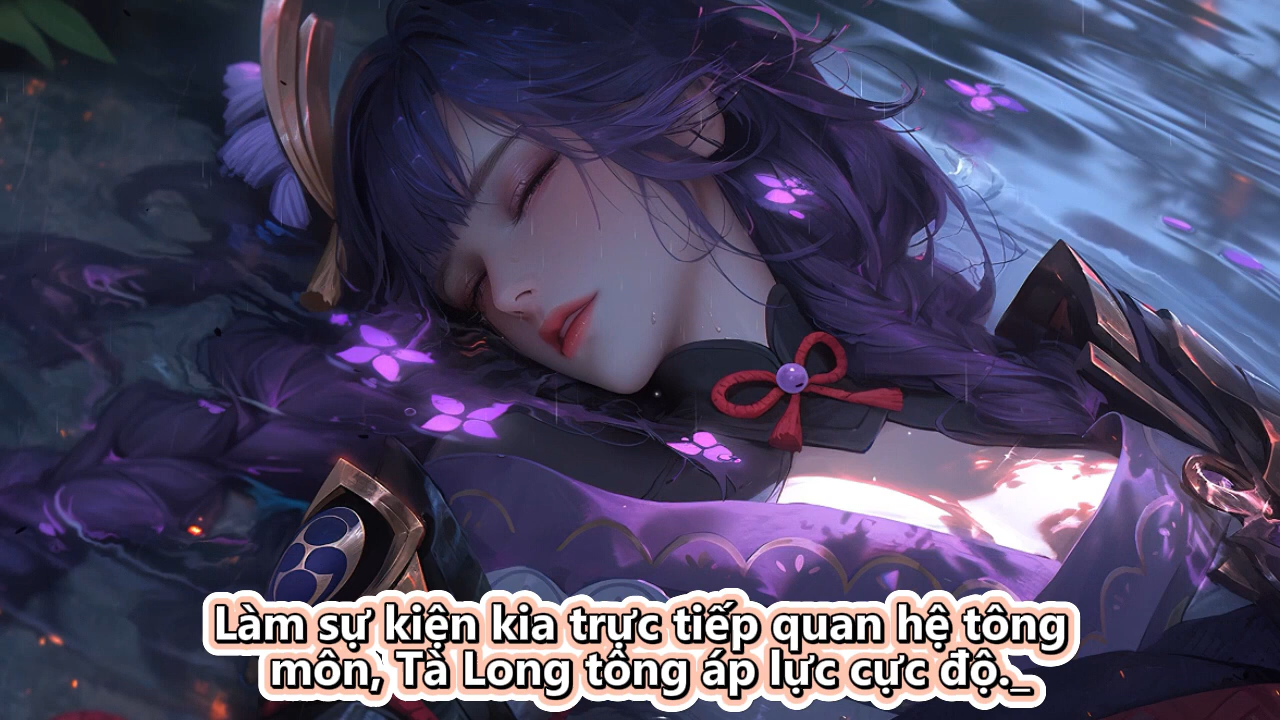 Làm sự kiện kia trực tiếp quan hệ tông
môn, Tà Long tông áp lực cực độ._